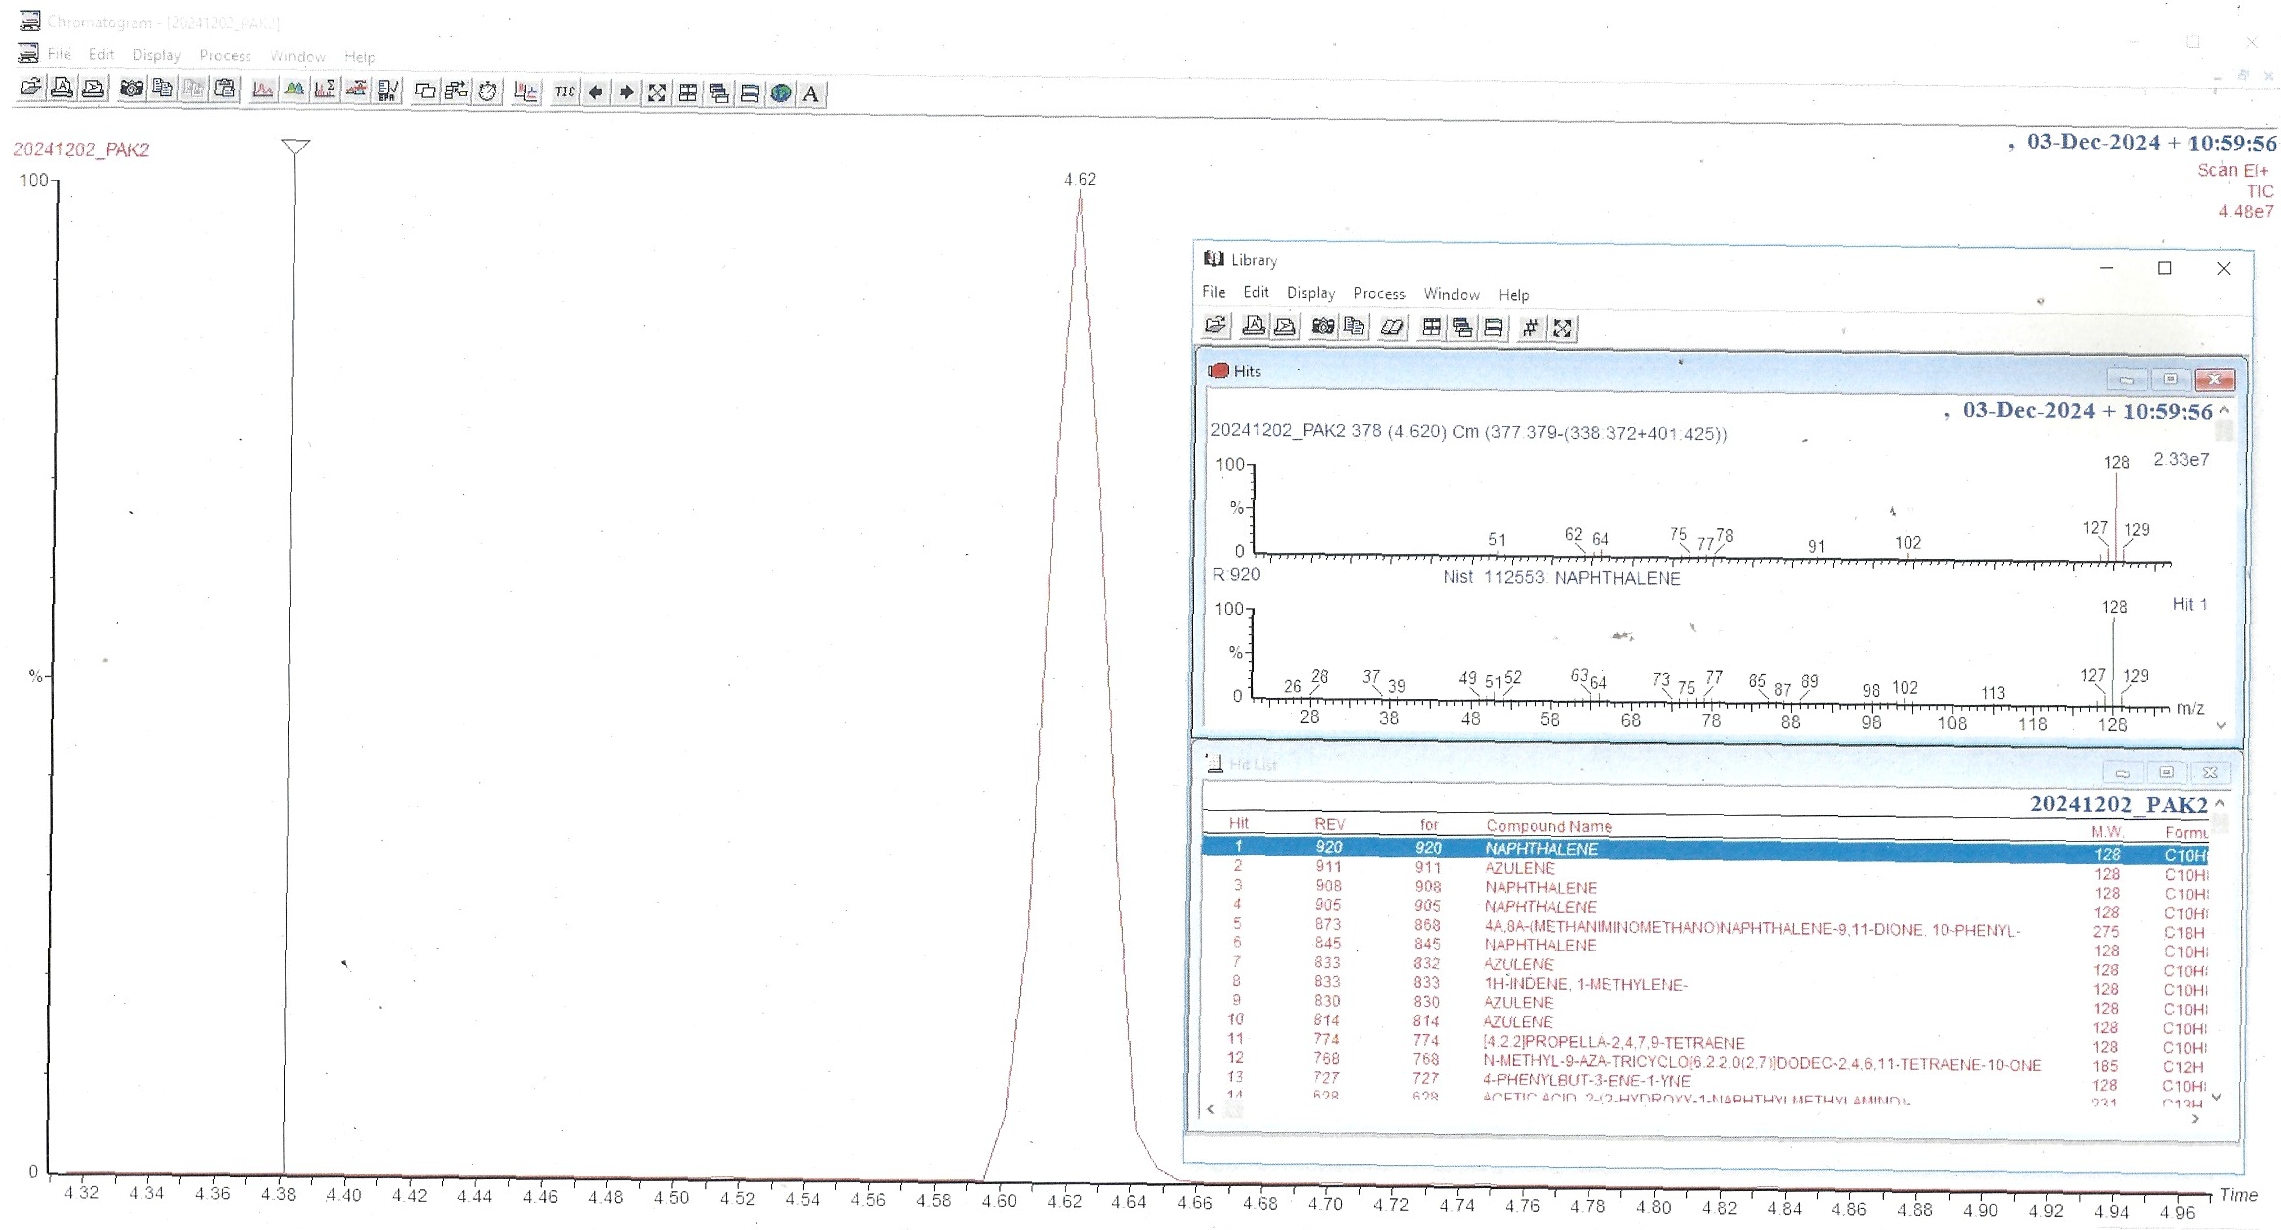 Chromatogram - [20241202_PAK2]
File Edit Display Process Window Help
TIC A
20241202_PAK2
, 03-Dec-2024 + 10:59:56
Scan EI+
TIC
4.48e7
100
%
0
4.62
4.32 4.34 4.36 4.38 4.40 4.42 4.44 4.46 4.48 4.50 4.52 4.54 4.56 4.58 4.60 4.62 4.64 4.66 4.68 4.70 4.72 4.74 4.76 4.78 4.80 4.82 4.84 4.86 4.88 4.90 4.92 4.94 4.96 Time
Library
File Edit Display Process Window Help
#
Hits
, 03-Dec-2024 + 10:59:56
20241202_PAK2 378 (4.620) Cm (377:379-(338:372+401:425))
100 128 2.33e7
%
0 51 62 64 75 77 78 91 102 127 129
R:920 Nist 112553: NAPHTHALENE
100 128 Hit 1
%
0 26 28 37 39 49 51 52 63 64 73 75 77 85 87 89 98 102 113 127 129
28 38 48 58 68 78 88 98 108 118 128 m/z
Hit List
20241202_PAK2
Hit REV for Compound Name M.W. Formu
1 920 920 NAPHTHALENE 128 C10H
2 911 911 AZULENE 128 C10H
3 908 908 NAPHTHALENE 128 C10H
4 905 905 NAPHTHALENE 128 C10H
5 873 868 4A,8A-(METHANIMINOMETHANO)NAPHTHALENE-9,11-DIONE, 10-PHENYL- 275 C18H
6 845 845 NAPHTHALENE 128 C10H
7 833 832 AZULENE 128 C10H
8 833 833 1H-INDENE, 1-METHYLENE- 128 C10H
9 830 830 AZULENE 128 C10H
10 814 814 AZULENE 128 C10H
11 774 774 [4.2.2]PROPELLA-2,4,7,9-TETRAENE 128 C10H
12 768 768 N-METHYL-9-AZA-TRICYCLO[6.2.2.0(2,7)]DODEC-2,4,6,11-TETRAENE-10-ONE 185 C12H
13 727 727 4-PHENYLBUT-3-ENE-1-YNE 128 C10H
14 628 628 ACETIC ACID, 2-(2-HYDROXY-1-NAPHTHYLMETHYLAMINO)- 231 C13H